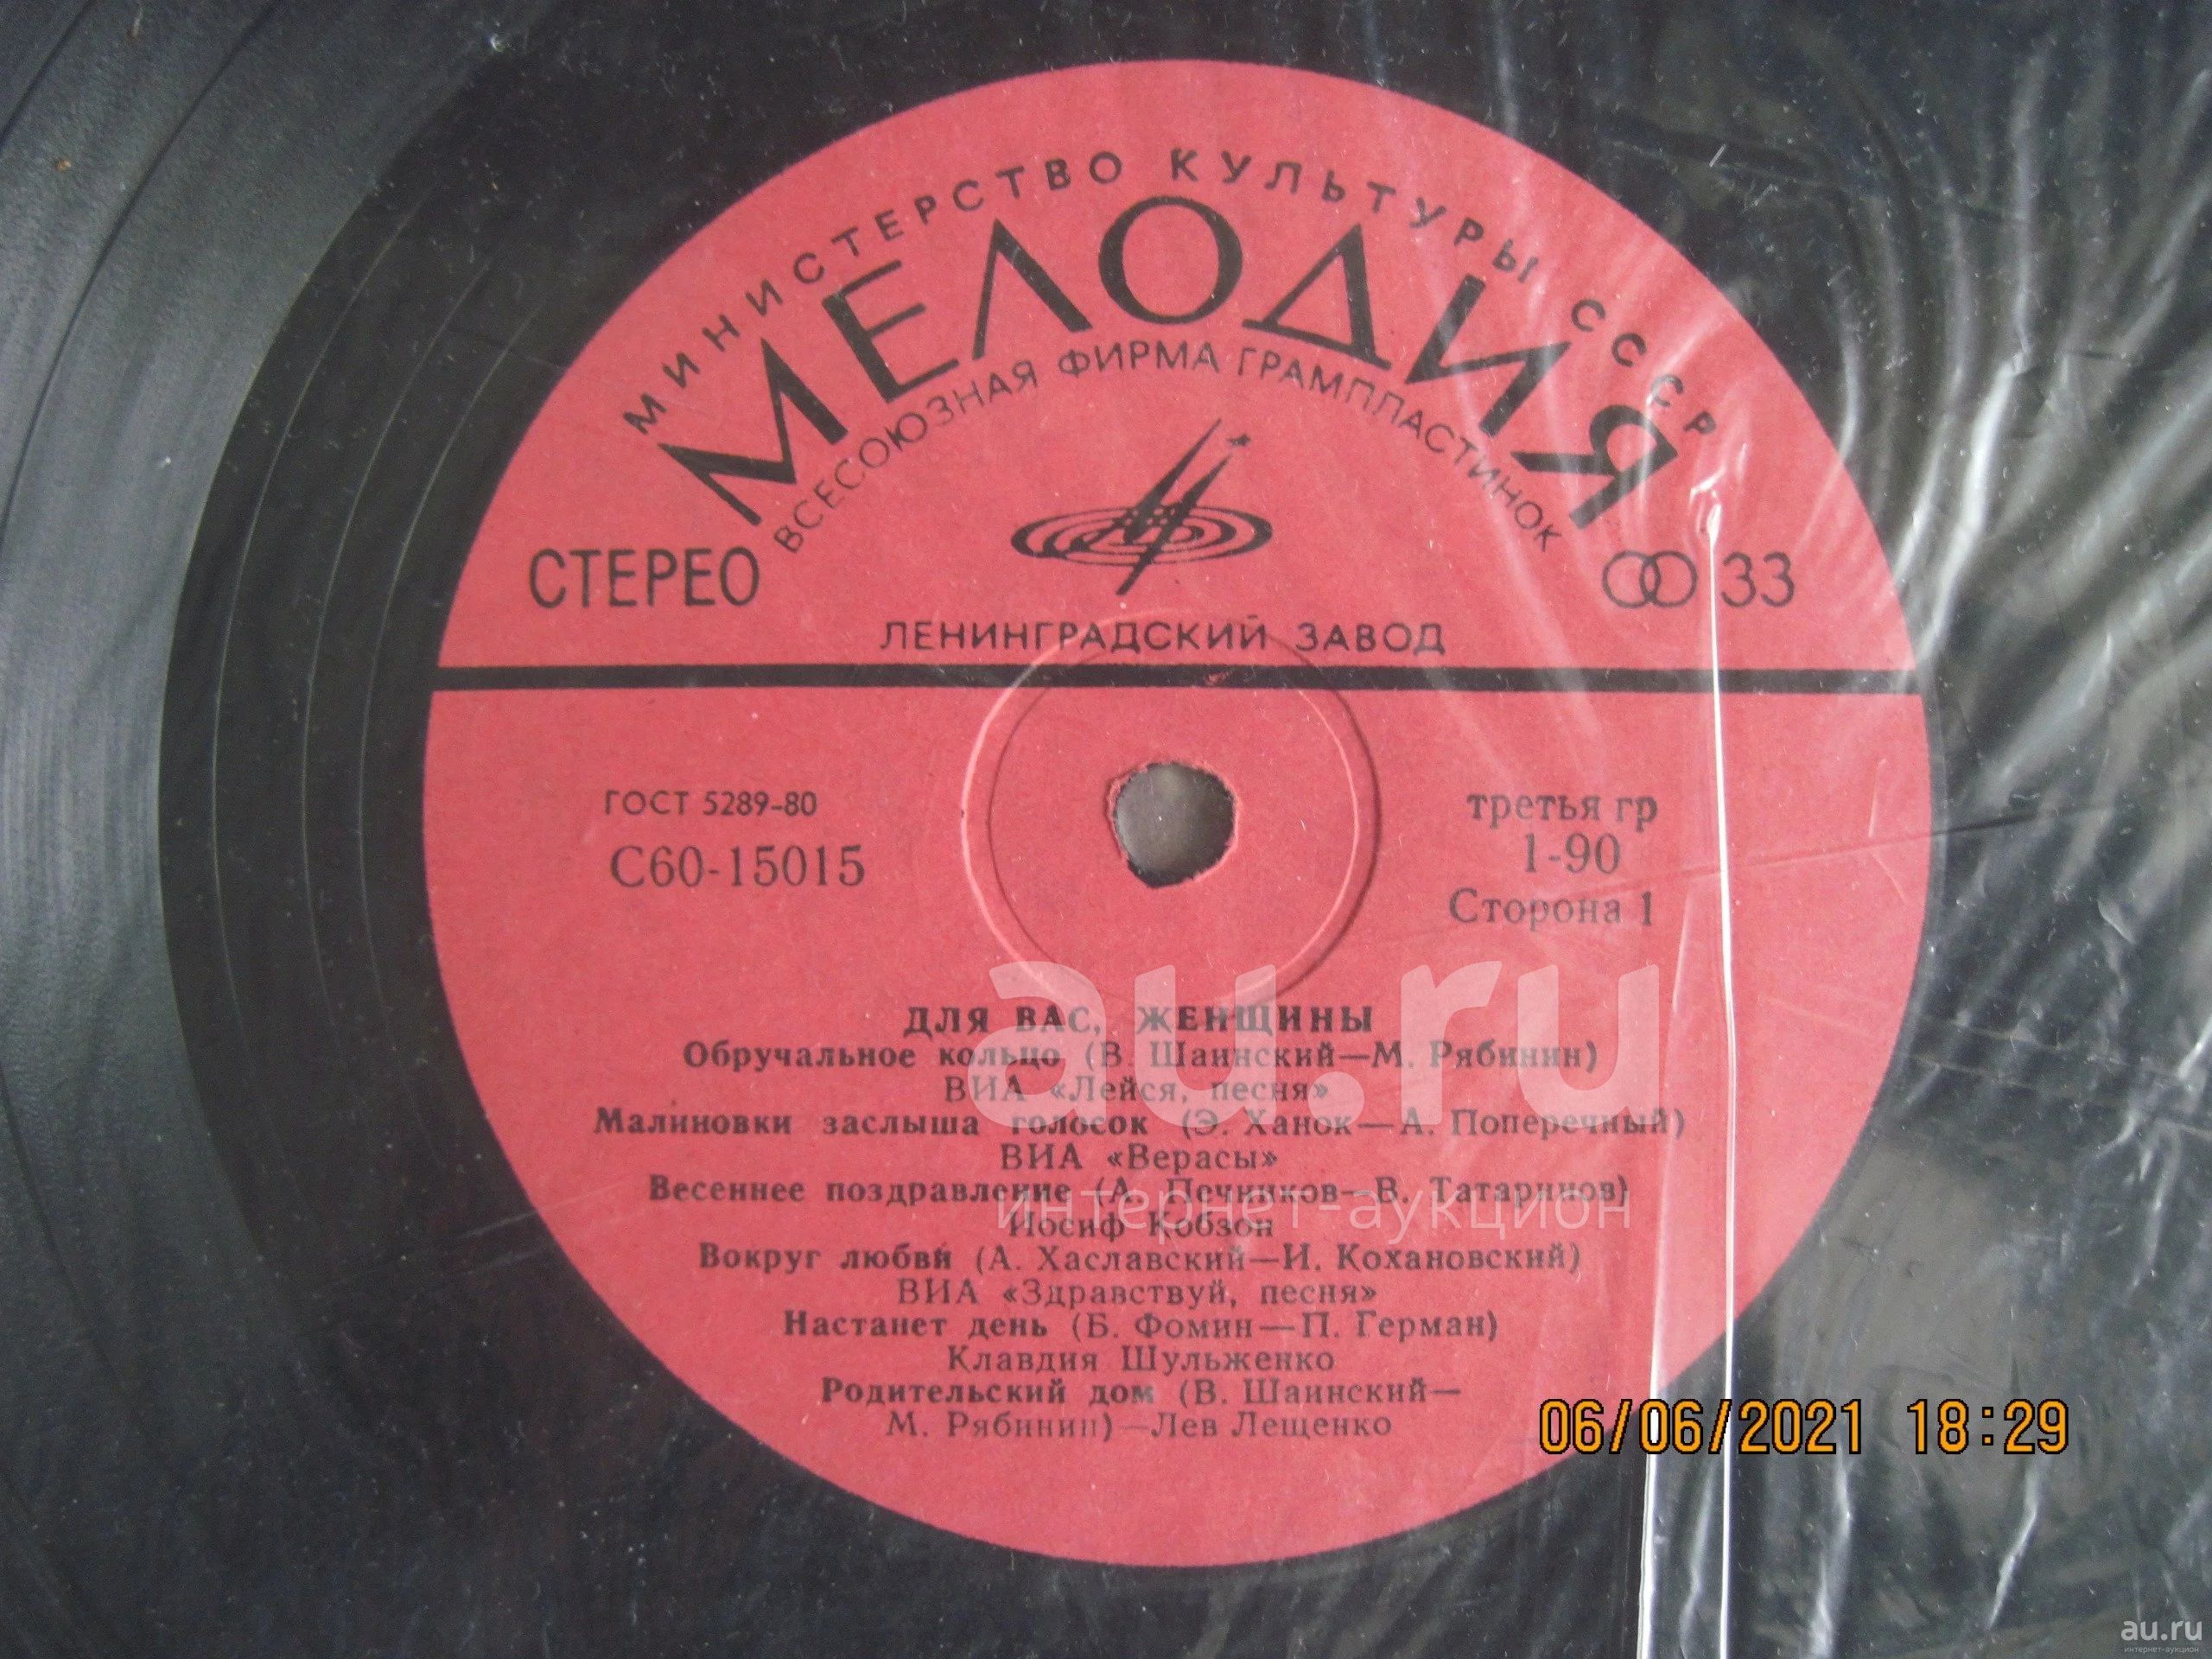 МИНИСТЕРСТВО КУЛЬТУРЫ СССР
МЕЛОДИЯ
ВСЕСОЮЗНАЯ ФИРМА ГРАМПЛАСТИНОК
СТЕРЕО
33
ЛЕНИНГРАДСКИЙ ЗАВОД
ГОСТ 5289-80
С60-15015
третья гр
1-90
Сторона 1
ДЛЯ ВАС, ЖЕНЩИНЫ
Обручальное кольцо (В. Шаинский—М. Рябинин)
ВИА «Лейся, песня»
Малиновки заслыша голосок (Э. Ханок—А. Поперечный)
ВИА «Верасы»
Весеннее поздравление (А. Печников—В. Татаринов)
Иосиф Кобзон
Вокруг любви (А. Хаславский—И. Кохановский)
ВИА «Здравствуй, песня»
Настанет день (Б. Фомин—П. Герман)
Клавдия Шульженко
Родительский дом (В. Шаинский—
М. Рябинин)—Лев Лещенко
au.ru
интернет-аукцион
06/06/2021 18:29
au.ru
интернет-аукцион